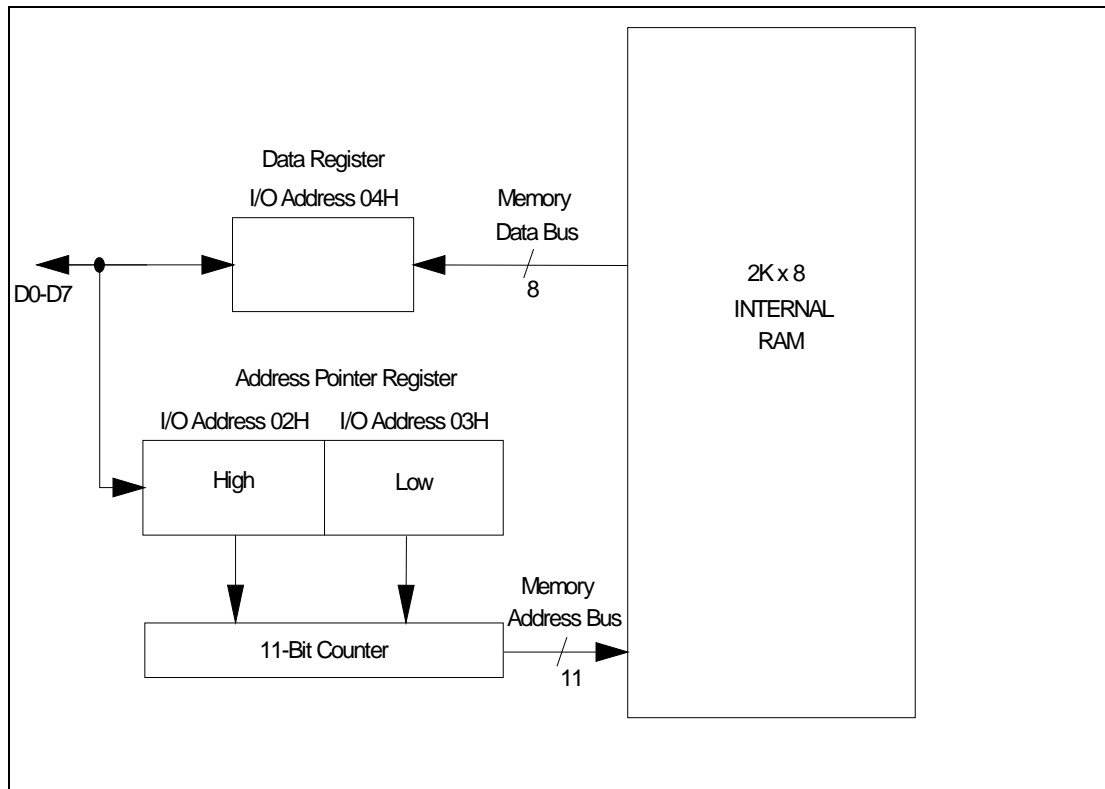 Data Register
I/O Address 04H
Memory
Data Bus
8
D0-D7
2K x 8
INTERNAL
RAM
Address Pointer Register
I/O Address 02H
I/O Address 03H
High
Low
Memory
Address Bus
11-Bit Counter
11